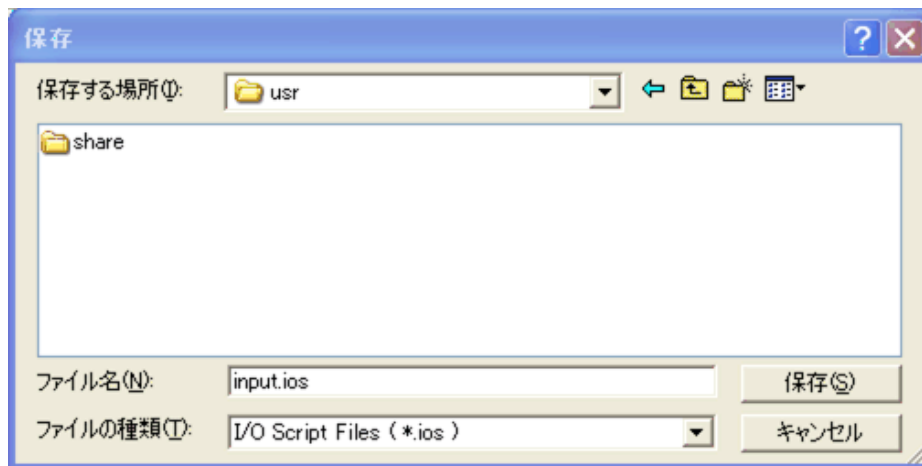 保存
保存する場所(I): usr
share
ファイル名(N): input.ios 保存(S)
ファイルの種類(T): I/O Script Files ( *.ios ) キャンセル